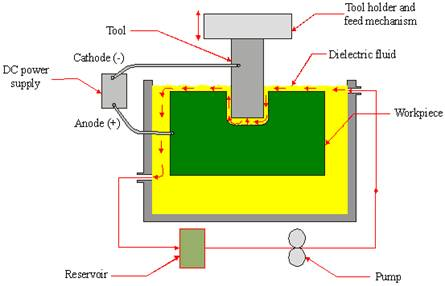 Tool holder and
feed mechanism
Tool
Cathode (-)
Dielectric fluid
DC power
supply
Anode (+)
Workpiece
Reservoir
Pump